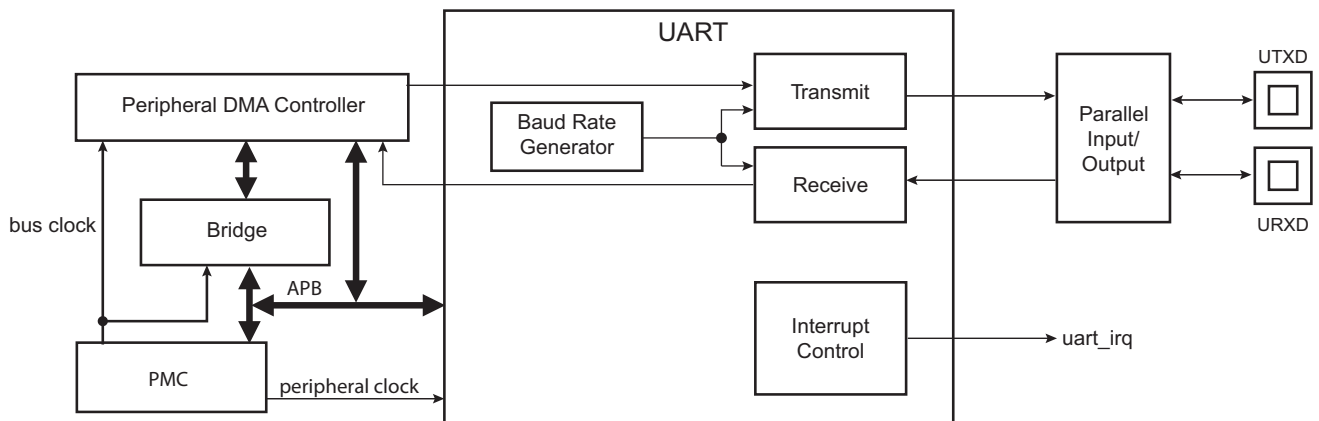 UART
UTXD
Peripheral DMA Controller
Transmit
Baud Rate
Generator
Parallel
Input/
Output
Receive
bus clock
Bridge
URXD
APB
Interrupt
Control
uart_irq
PMC
peripheral clock